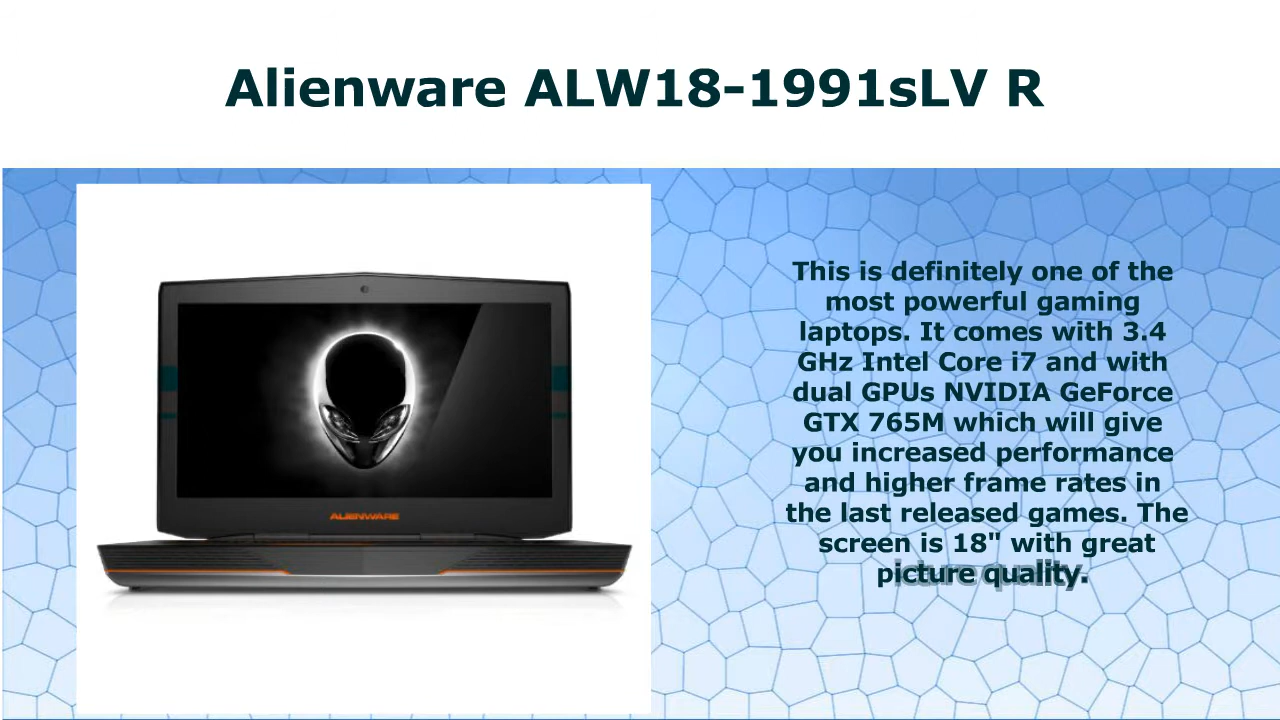 Alienware ALW18-1991sLV R
This is definitely one of the
most powerful gaming
laptops. It comes with 3.4
GHz Intel Core i7 and with
dual GPUs NVIDIA GeForce
GTX 765M which will give
you increased performance
and higher frame rates in
the last released games. The
screen is 18" with great
picture quality.
ALIENWARE